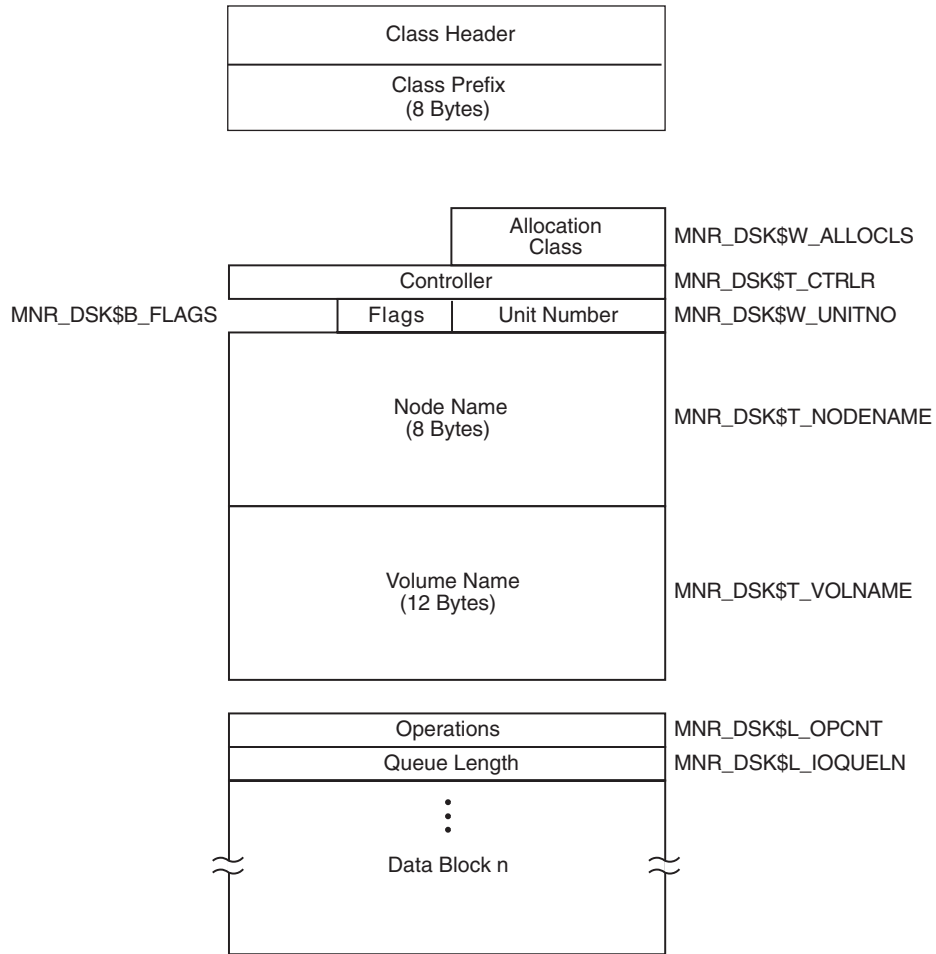 Class Header
Class Prefix
(8 Bytes)
Allocation
Class
MNR_DSK$W_ALLOCLS
Controller
MNR_DSK$T_CTRLR
MNR_DSK$B_FLAGS
Flags
Unit Number
MNR_DSK$W_UNITNO
Node Name
(8 Bytes)
MNR_DSK$T_NODENAME
Volume Name
(12 Bytes)
MNR_DSK$T_VOLNAME
Operations
MNR_DSK$L_OPCNT
Queue Length
MNR_DSK$L_IOQUELN
Data Block n